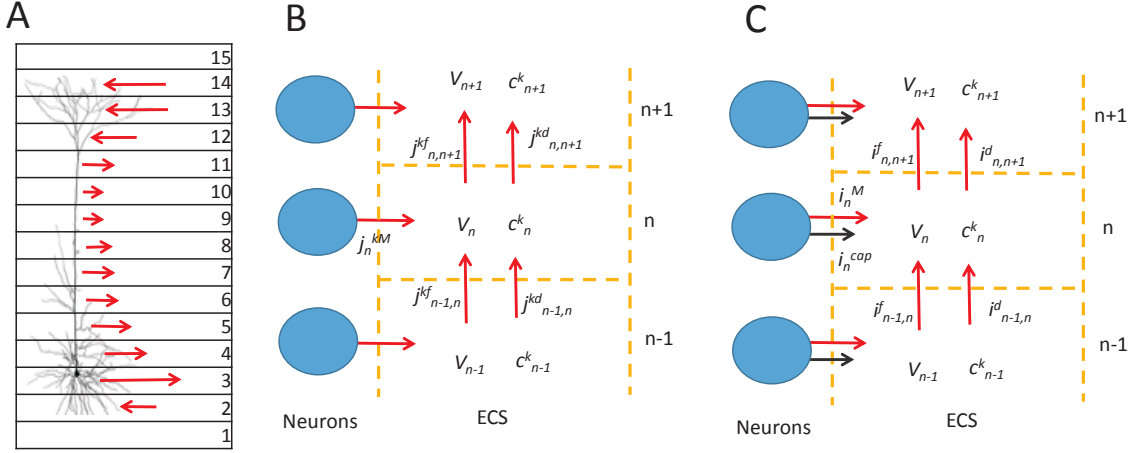 A
15
14
13
12
11
10
9
8
7
6
5
4
3
2
1
B
V_{n+1} c^k_{n+1}
n+1
j^{kf}_{n,n+1} j^{kd}_{n,n+1}
V_n c^k_n
n
j_n^{kM}
j^{kf}_{n-1,n} j^{kd}_{n-1,n}
n-1
V_{n-1} c^k_{n-1}
Neurons ECS
C
V_{n+1} c^k_{n+1}
n+1
i^f_{n,n+1} i^d_{n,n+1}
i_n^M
V_n c^k_n
n
i_n^{cap}
i^f_{n-1,n} i^d_{n-1,n}
n-1
V_{n-1} c^k_{n-1}
Neurons ECS